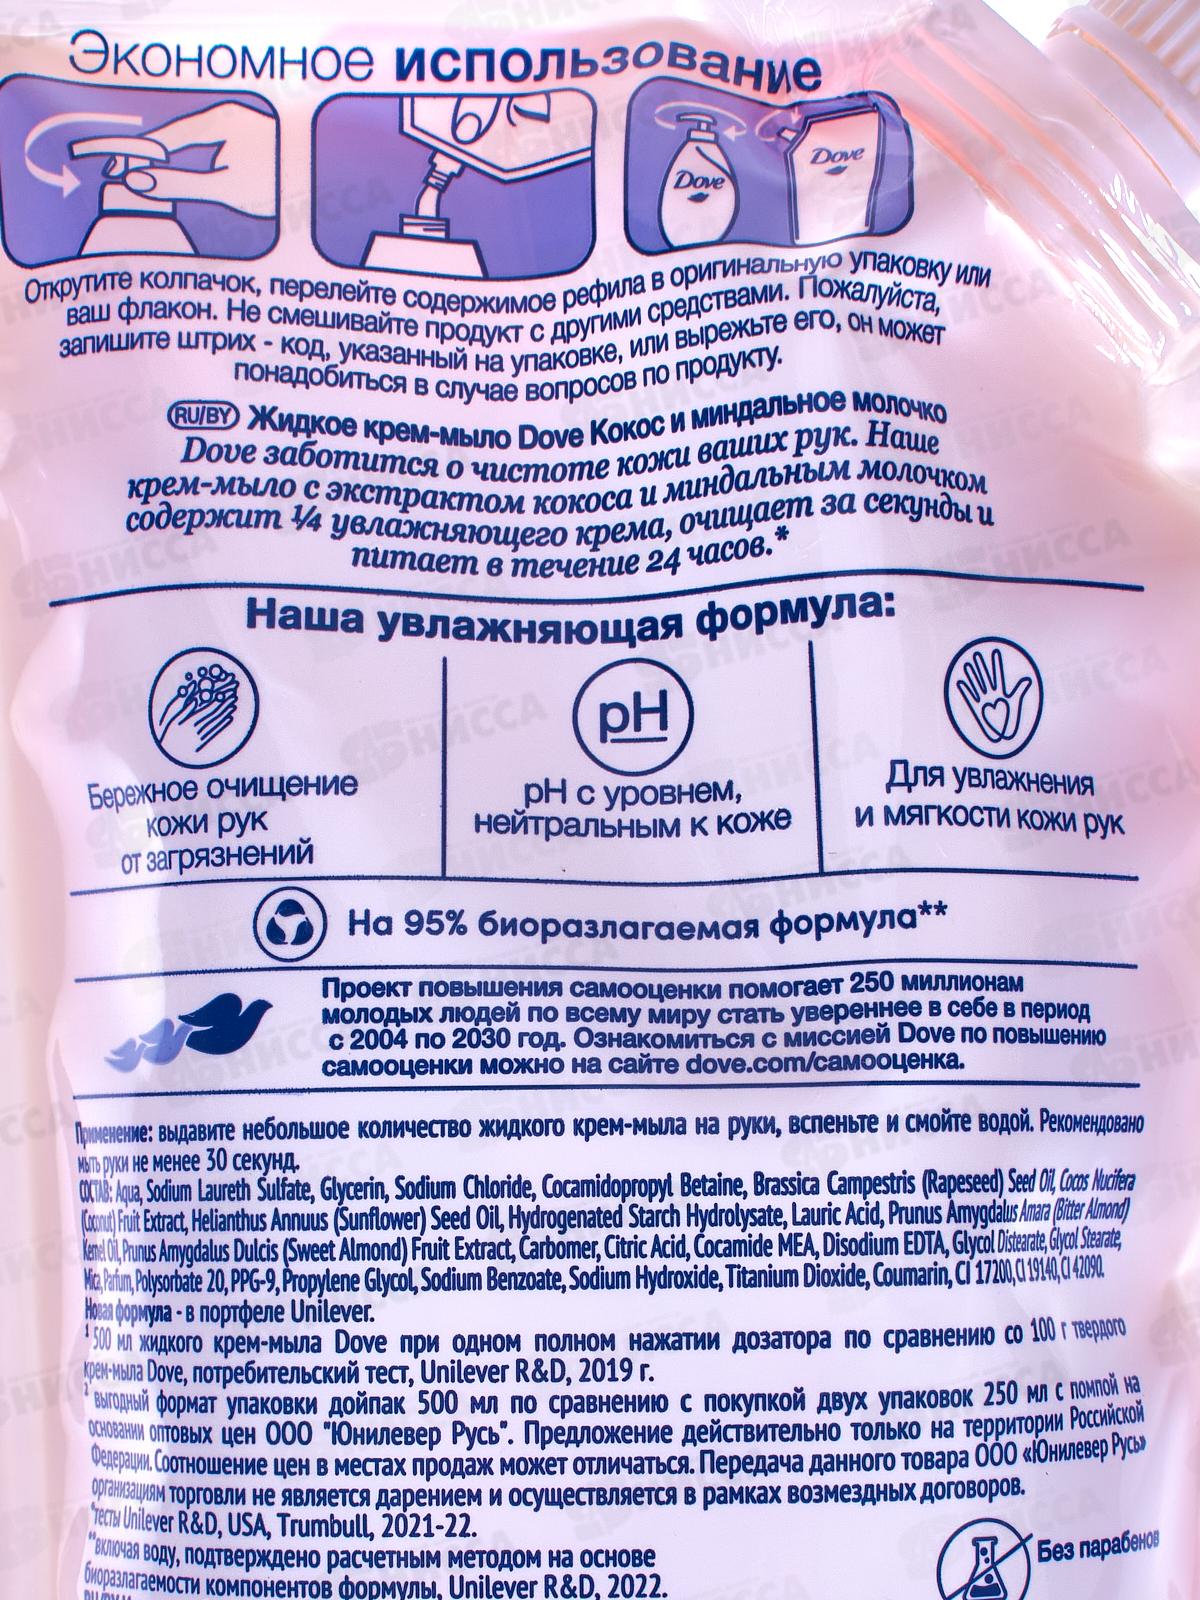 Экономное использование
Dove
Dove
Открутите колпачок, перелейте содержимое рефила в оригинальную упаковку или
ваш флакон. Не смешивайте продукт с другими средствами. Пожалуйста,
запишите штрих - код, указанный на упаковке, или вырежьте его, он может
понадобиться в случае вопросов по продукту.
RU/BY Жидкое крем-мыло Dove Кокос и миндальное молочко
Dove заботится о чистоте кожи ваших рук. Наше
крем-мыло с экстрактом кокоса и миндальным молочком
содержит 1/4 увлажняющего крема, очищает за секунды и
питает в течение 24 часов.*
Наша увлажняющая формула:
Бережное очищение
кожи рук
от загрязнений
pH
pH с уровнем,
нейтральным к коже
Для увлажнения
и мягкости кожи рук
На 95% биоразлагаемая формула**
Проект повышения самооценки помогает 250 миллионам
молодых людей по всему миру стать увереннее в себе в период
с 2004 по 2030 год. Ознакомиться с миссией Dove по повышению
самооценки можно на сайте dove.com/самооценка.
Применение: выдавите небольшое количество жидкого крем-мыла на руки, вспеньте и смойте водой. Рекомендовано
мыть руки не менее 30 секунд.
СОСТАВ: Aqua, Sodium Laureth Sulfate, Glycerin, Sodium Chloride, Cocamidopropyl Betaine, Brassica Campestris (Rapeseed) Seed Oil, Cocos Nucifera
(Coconut) Fruit Extract, Helianthus Annuus (Sunflower) Seed Oil, Hydrogenated Starch Hydrolysate, Lauric Acid, Prunus Amygdalus Amara (Bitter Almond)
Kernel Oil, Prunus Amygdalus Dulcis (Sweet Almond) Fruit Extract, Carbomer, Citric Acid, Cocamide MEA, Disodium EDTA, Glycol Distearate, Glycol Stearate,
Mica, Parfum, Polysorbate 20, PPG-9, Propylene Glycol, Sodium Benzoate, Sodium Hydroxide, Titanium Dioxide, Coumarin, CI 17200, CI 19140, CI 42090.
Новая формула - в портфеле Unilever.
¹ 500 мл жидкого крем-мыла Dove при одном полном нажатии дозатора по сравнению со 100 г твердого
крем-мыла Dove, потребительский тест, Unilever R&D, 2019 г.
² выгодный формат упаковки дойпак 500 мл по сравнению с покупкой двух упаковок 250 мл с помпой на
основании оптовых цен ООО "Юнилевер Русь". Предложение действительно только на территории Российской
Федерации. Соотношение цен в местах продаж может отличаться. Передача данного товара ООО «Юнилевер Русь»
организациям торговли не является дарением и осуществляется в рамках возмездных договоров.
*тесты Unilever R&D, USA, Trumbull, 2021-22.
**включая воду, подтверждено расчетным методом на основе
биоразлагаемости компонентов формулы, Unilever R&D, 2022.
Без парабенов